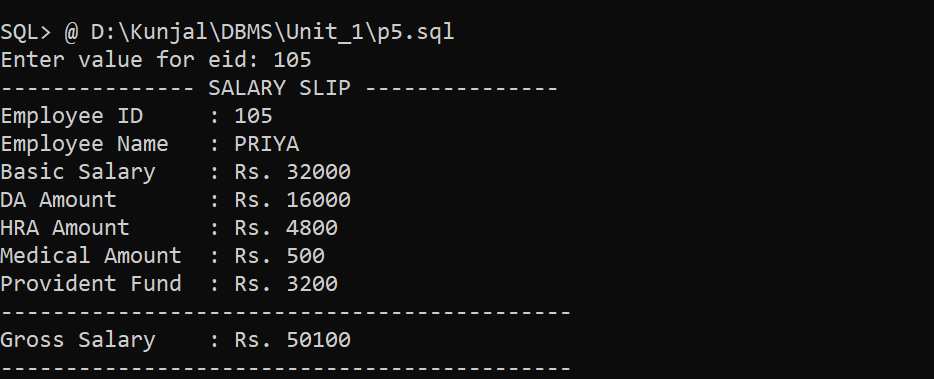 SQL> @ D:\Kunjal\DBMS\Unit_1\p5.sql
Enter value for eid: 105
--------------- SALARY SLIP ---------------
Employee ID     : 105
Employee Name   : PRIYA
Basic Salary    : Rs. 32000
DA Amount       : Rs. 16000
HRA Amount      : Rs. 4800
Medical Amount  : Rs. 500
Provident Fund  : Rs. 3200
--------------------------------------------
Gross Salary    : Rs. 50100
--------------------------------------------